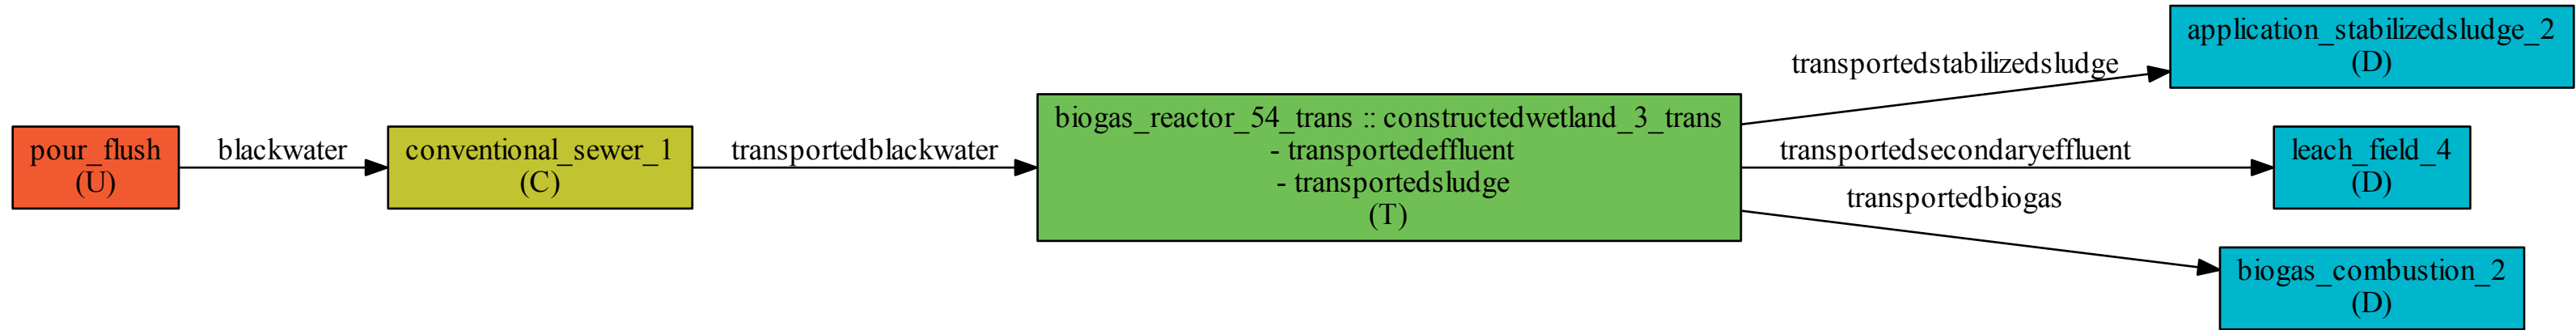 pour_flush
(U)
blackwater
conventional_sewer_1
(C)
transportedblackwater
biogas_reactor_54_trans :: constructedwetland_3_trans
- transportedeffluent
- transportedsludge
(T)
transportedstabilizedsludge
application_stabilizedsludge_2
(D)
transportedsecondaryeffluent
leach_field_4
(D)
transportedbiogas
biogas_combustion_2
(D)